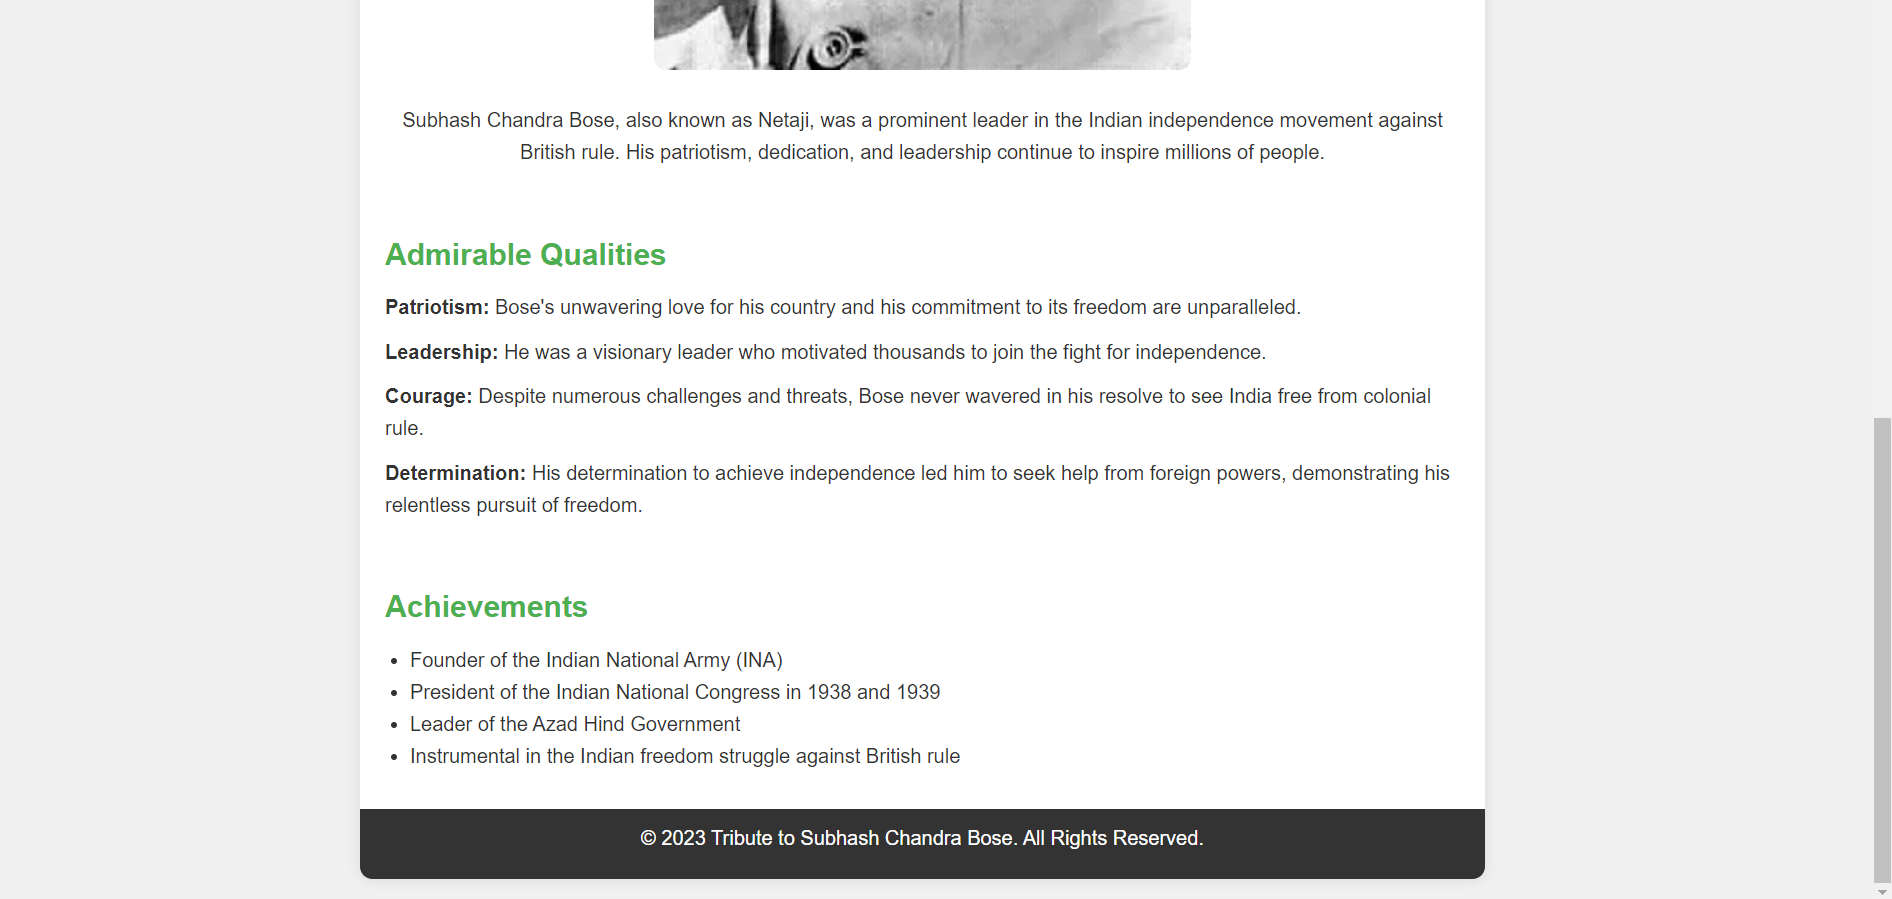 Subhash Chandra Bose, also known as Netaji, was a prominent leader in the Indian independence movement against
British rule. His patriotism, dedication, and leadership continue to inspire millions of people.
Admirable Qualities
Patriotism: Bose's unwavering love for his country and his commitment to its freedom are unparalleled.
Leadership: He was a visionary leader who motivated thousands to join the fight for independence.
Courage: Despite numerous challenges and threats, Bose never wavered in his resolve to see India free from colonial
rule.
Determination: His determination to achieve independence led him to seek help from foreign powers, demonstrating his
relentless pursuit of freedom.
Achievements
• Founder of the Indian National Army (INA)
• President of the Indian National Congress in 1938 and 1939
• Leader of the Azad Hind Government
• Instrumental in the Indian freedom struggle against British rule
© 2023 Tribute to Subhash Chandra Bose. All Rights Reserved.